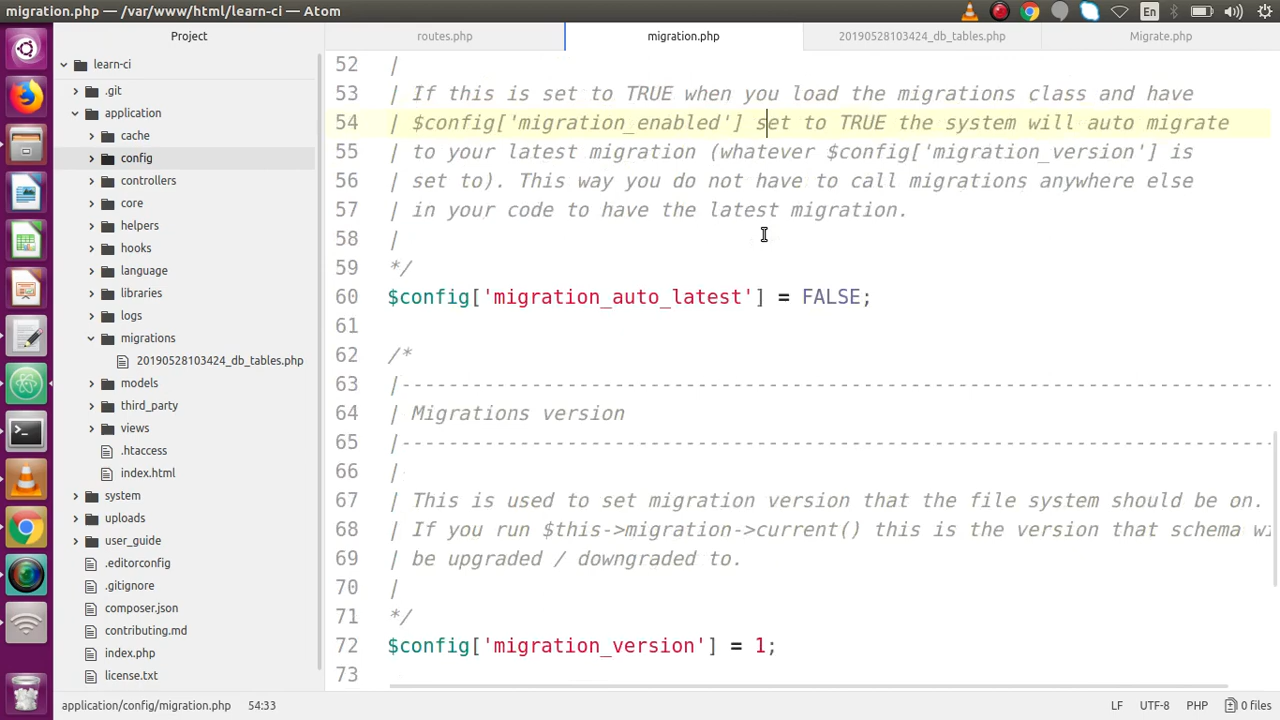 migration.php — /var/www/html/learn-ci — Atom
En
Project
routes.php
migration.php
20190528103424_db_tables.php
Migrate.php
learn-ci
.git
application
cache
config
controllers
core
helpers
hooks
language
libraries
logs
migrations
20190528103424_db_tables.php
models
third_party
views
.htaccess
index.html
system
uploads
user_guide
.editorconfig
.gitignore
composer.json
contributing.md
index.php
license.txt
52 |
53 | If this is set to TRUE when you load the migrations class and have
54 | $config['migration_enabled'] set to TRUE the system will auto migrate
55 | to your latest migration (whatever $config['migration_version'] is
56 | set to). This way you do not have to call migrations anywhere else
57 | in your code to have the latest migration.
58 |
59 */
60 $config['migration_auto_latest'] = FALSE;
61
62 /*
63 |--------------------------------------------------------------------------
64 | Migrations version
65 |--------------------------------------------------------------------------
66 |
67 | This is used to set migration version that the file system should be on.
68 | If you run $this->migration->current() this is the version that schema wi
69 | be upgraded / downgraded to.
70 |
71 */
72 $config['migration_version'] = 1;
73
application/config/migration.php 54:33
LF UTF-8 PHP 0 files